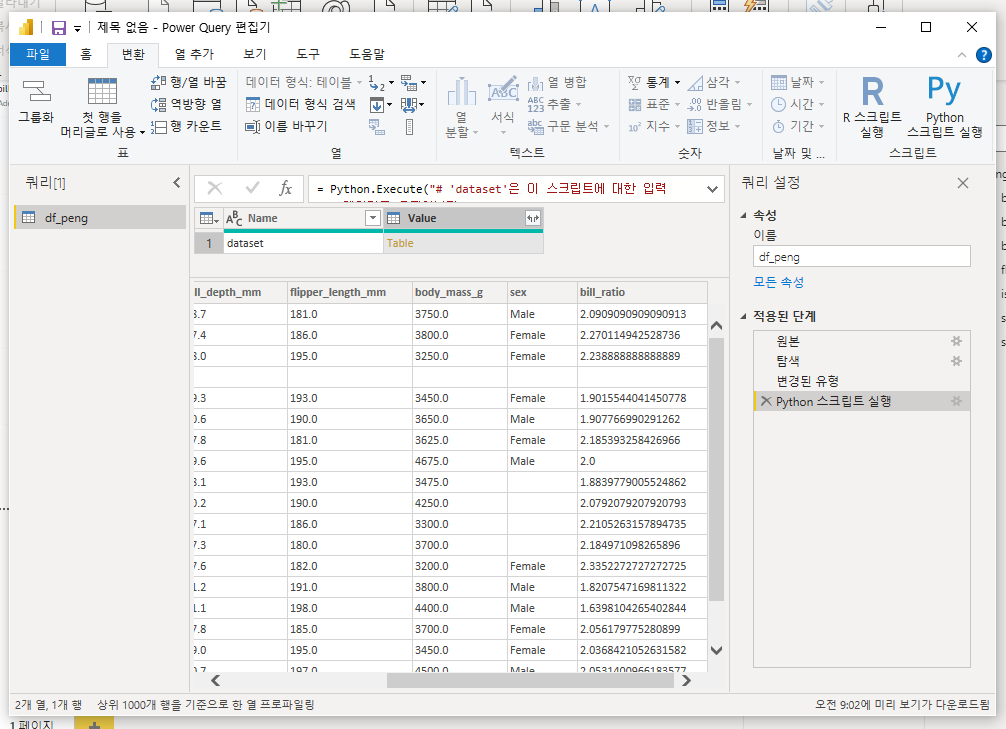 제목 없음 - Power Query 편집기
파일 홈 변환 열 추가 보기 도구 도움말
그룹화
첫 행을 머리글로 사용
행/열 바꿈
역방향 열
행 카운트
표
데이터 형식: 테이블
데이터 형식 검색
이름 바꾸기
열
열 분할
서식
열 병합
추출
구문 분석
텍스트
통계
표준
지수
삼각
반올림
정보
숫자
날짜
시간
기간
날짜 및 ...
R 스크립트 실행
Python 스크립트 실행
스크립트
쿼리[1]
df_peng
= Python.Execute("# 'dataset'은 이 스크립트에 대한 입력
Name Value
1 dataset Table
ll_depth_mm flipper_length_mm body_mass_g sex bill_ratio
3.7 181.0 3750.0 Male 2.0909090909090913
7.4 186.0 3800.0 Female 2.270114942528736
3.0 195.0 3250.0 Female 2.238888888888889
9.3 193.0 3450.0 Female 1.9015544041450778
0.6 190.0 3650.0 Male 1.907766990291262
7.8 181.0 3625.0 Female 2.185393258426966
9.6 195.0 4675.0 Male 2.0
3.1 193.0 3475.0 1.8839779005524862
0.2 190.0 4250.0 2.0792079207920793
7.1 186.0 3300.0 2.2105263157894735
7.3 180.0 3700.0 2.184971098265896
7.6 182.0 3200.0 Female 2.3352272727272725
1.2 191.0 3800.0 Male 1.8207547169811322
1.1 198.0 4400.0 Male 1.6398104265402844
7.8 185.0 3700.0 Female 2.056179775280899
9.0 195.0 3450.0 Female 2.0368421052631582
0.7 197.0 4500.0 Male 2.0531400966183577
쿼리 설정
속성
이름
df_peng
모든 속성
적용된 단계
원본
탐색
변경된 유형
Python 스크립트 실행
2개 열, 1개 행 상위 1000개 행을 기준으로 한 열 프로파일링
오전 9:02에 미리 보기가 다운로드됨
1 페이지